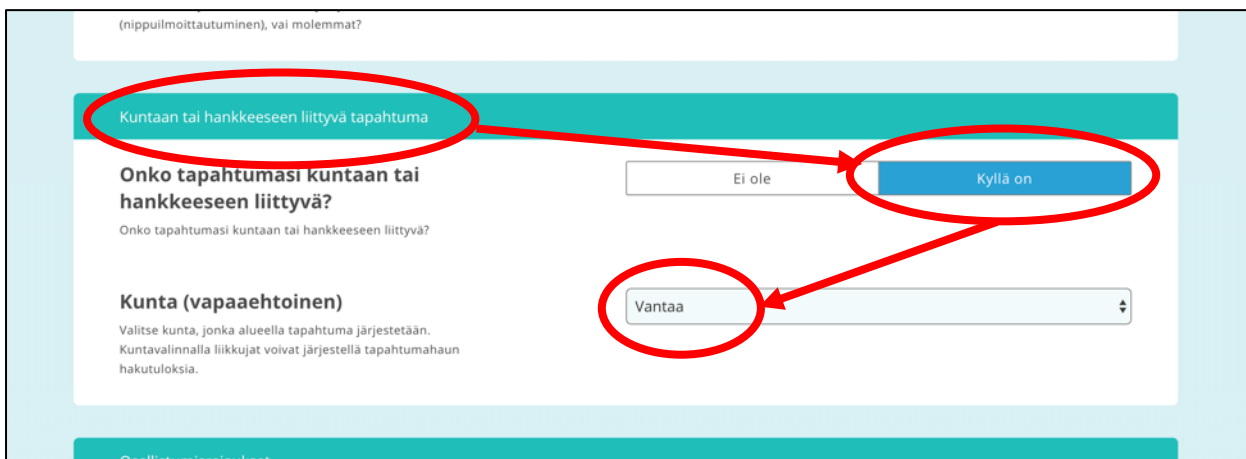 (nippuilmoittautuminen), vai molemmat?
Kuntaan tai hankkeeseen liittyvä tapahtuma
Onko tapahtumasi kuntaan tai
hankkeeseen liittyvä?
Onko tapahtumasi kuntaan tai hankkeeseen liittyvä?
Ei ole
Kyllä on
Kunta (vapaaehtoinen)
Valitse kunta, jonka alueella tapahtuma järjestetään.
Kuntavalinnalla liikkujat voivat järjestellä tapahtumahaun
hakutuloksia.
Vantaa